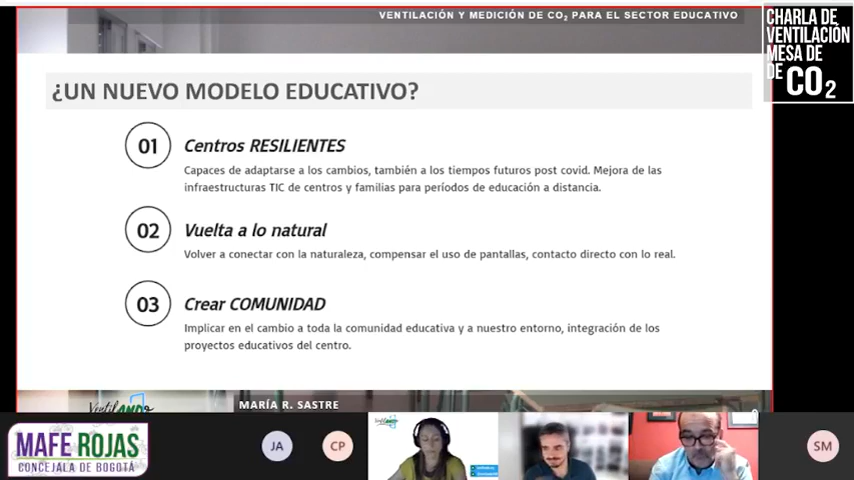 VENTILACIÓN Y MEDICIÓN DE CO₂ PARA EL SECTOR EDUCATIVO
CHARLA DE
VENTILACIÓN
MESA DE
DE CO₂
¿UN NUEVO MODELO EDUCATIVO?
01
Centros RESILIENTES
Capaces de adaptarse a los cambios, también a los tiempos futuros post covid. Mejora de las
infraestructuras TIC de centros y familias para períodos de educación a distancia.
02
Vuelta a lo natural
Volver a conectar con la naturaleza, compensar el uso de pantallas, contacto directo con lo real.
03
Crear COMUNIDAD
Implicar en el cambio a toda la comunidad educativa y a nuestro entorno, integración de los
proyectos educativos del centro.
VentilANDO
MARÍA R. SASTRE
MAFE ROJAS
CONCEJALA DE BOGOTÁ
JA
CP
SM